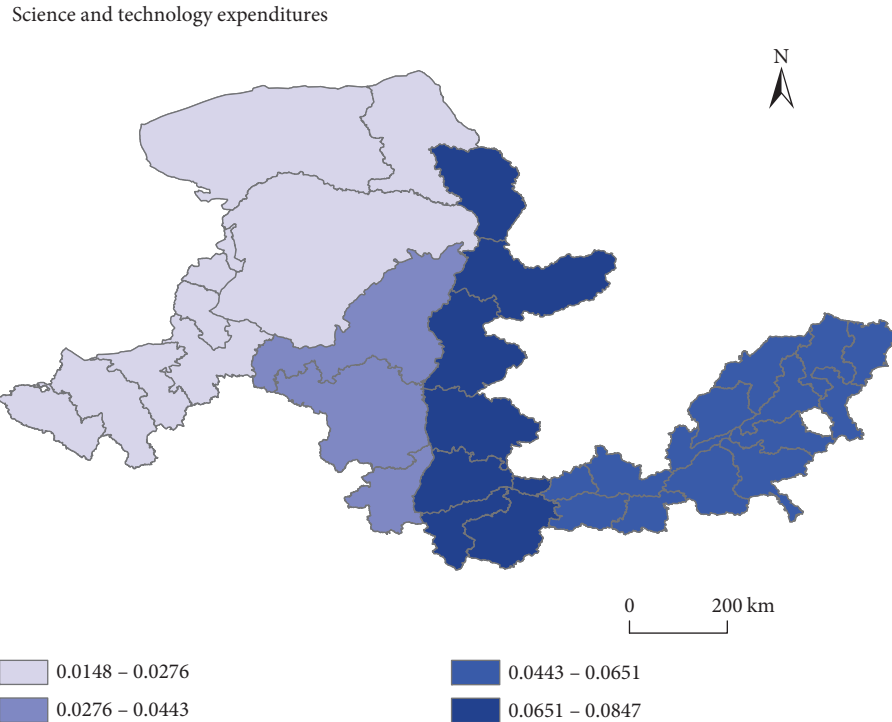 Science and technology expenditures
N
0 200 km
0.0148 – 0.0276
0.0276 – 0.0443
0.0443 – 0.0651
0.0651 – 0.0847